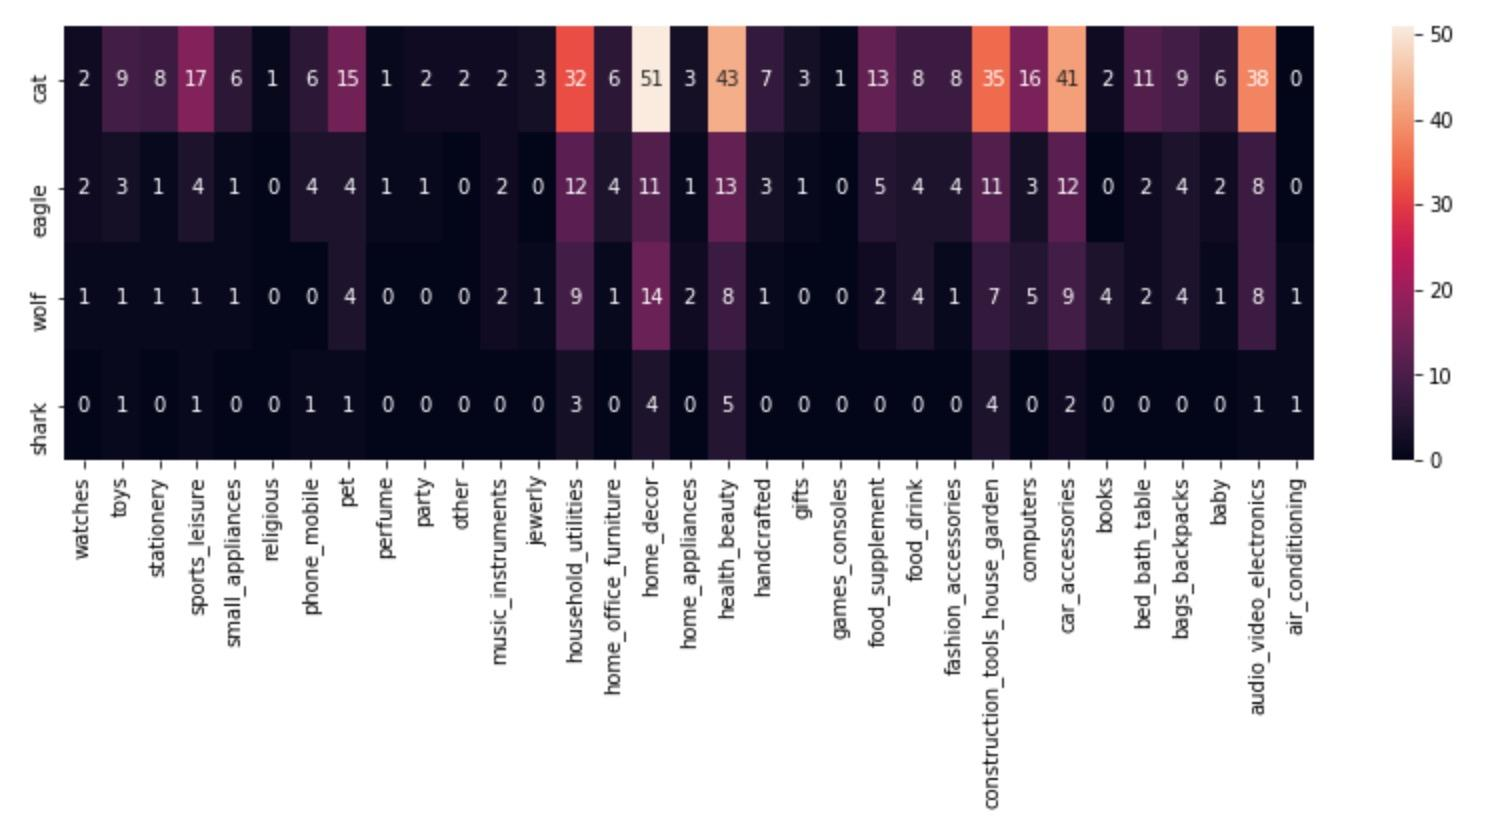 cat 2 9 8 17 6 1 6 15 1 2 2 2 3 32 6 51 3 43 7 3 1 13 8 8 35 16 41 2 11 9 6 38 0
eagle 2 3 1 4 1 0 4 4 1 1 0 2 0 12 4 11 1 13 3 1 0 5 4 4 11 3 12 0 2 4 2 8 0
wolf 1 1 1 1 1 0 0 4 0 0 0 2 1 9 1 14 2 8 1 0 0 2 4 1 7 5 9 4 2 4 1 8 1
shark 0 1 0 1 0 0 1 1 0 0 0 0 0 3 0 4 0 5 0 0 0 0 0 0 4 0 2 0 0 0 0 1 1
watches
toys
stationery
sports_leisure
small_appliances
religious
phone_mobile
pet
perfume
party
other
music_instruments
jewerly
household_utilities
home_office_furniture
home_decor
home_appliances
health_beauty
handcrafted
gifts
games_consoles
food_supplement
food_drink
fashion_accessories
construction_tools_house_garden
computers
car_accessories
books
bed_bath_table
bags_backpacks
baby
audio_video_electronics
air_conditioning
50
40
30
20
10
0